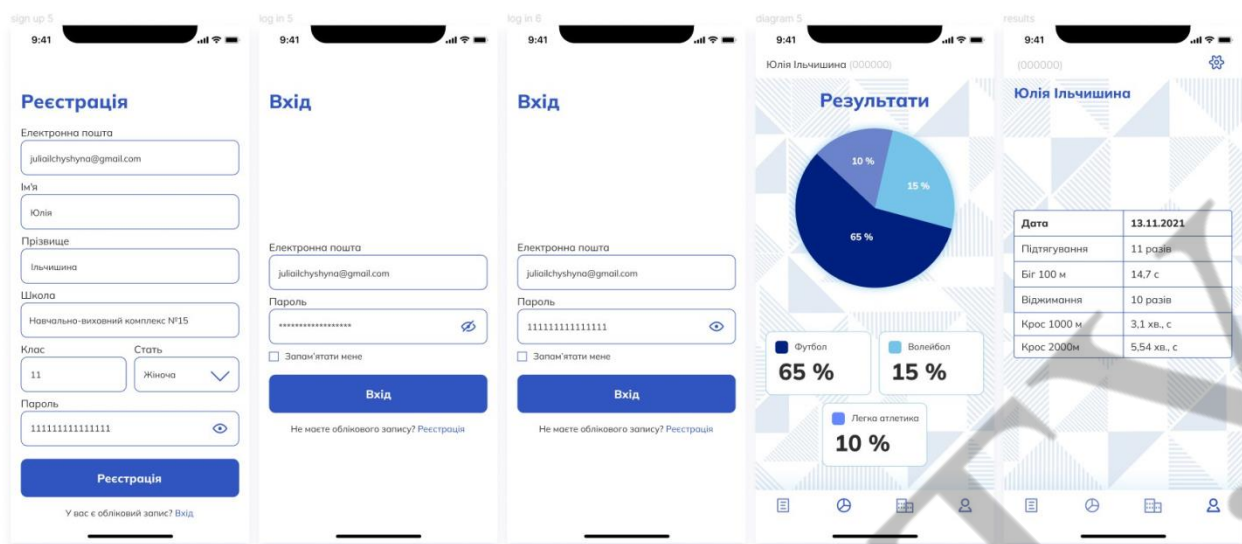 sign up 5
9:41
Реєстрація
Електронна пошта
juliailchyshyna@gmail.com
Ім'я
Юлія
Прізвище
Ільчишина
Школа
Навчально-виховний комплекс №15
Клас
Стать
11
Жіноча
Пароль
111111111111111
Реєстрація
У вас є обліковий запис? Вхід
log in 5
9:41
Вхід
Електронна пошта
juliailchyshyna@gmail.com
Пароль
******************
Запам'ятати мене
Вхід
Не маєте облікового запису? Реєстрація
log in 6
9:41
Вхід
Електронна пошта
juliailchyshyna@gmail.com
Пароль
111111111111111
Запам'ятати мене
Вхід
Не маєте облікового запису? Реєстрація
diagram 5
9:41
Юлія Ільчишина (000000)
Результати
10 %
15 %
65 %
Футбол
65 %
Волейбол
15 %
Легка атлетика
10 %
results
9:41
(000000)
Юлія Ільчишина
Дата 13.11.2021
Підтягування 11 разів
Біг 100 м 14,7 с
Віджимання 10 разів
Крос 1000 м 3,1 хв., с
Крос 2000м 5,54 хв., с